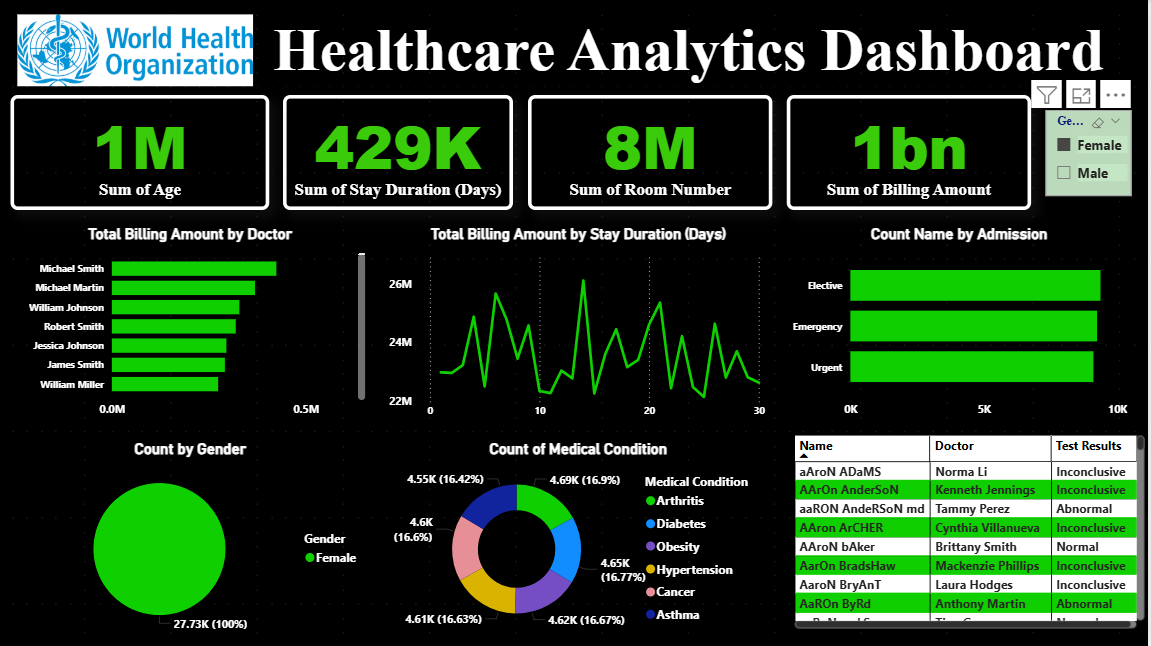 World Health
Organization
Healthcare Analytics Dashboard
1M
Sum of Age
429K
Sum of Stay Duration (Days)
8M
Sum of Room Number
1bn
Sum of Billing Amount
Ge...
Female
Male
Total Billing Amount by Doctor
Michael Smith
Michael Martin
William Johnson
Robert Smith
Jessica Johnson
James Smith
William Miller
0.0M 0.5M
Total Billing Amount by Stay Duration (Days)
26M
24M
22M
0 10 20 30
Count Name by Admission
Elective
Emergency
Urgent
0K 5K 10K
Count by Gender
27.73K (100%)
Gender
Female
Count of Medical Condition
4.55K (16.42%)
4.69K (16.9%)
4.6K
(16.6%)
4.65K
(16.77%)
4.61K (16.63%)
4.62K (16.67%)
Medical Condition
Arthritis
Diabetes
Obesity
Hypertension
Cancer
Asthma
Name Doctor Test Results
aAroN ADaMS Norma Li Inconclusive
AArOn AnderSoN Kenneth Jennings Inconclusive
aaRON AndeRSoN md Tammy Perez Abnormal
AAron ArCHER Cynthia Villanueva Inconclusive
AAroN bAker Brittany Smith Normal
AarOn BradsHaw Mackenzie Phillips Inconclusive
AaroN BryAnT Laura Hodges Inconclusive
AaROn ByRd Anthony Martin Abnormal